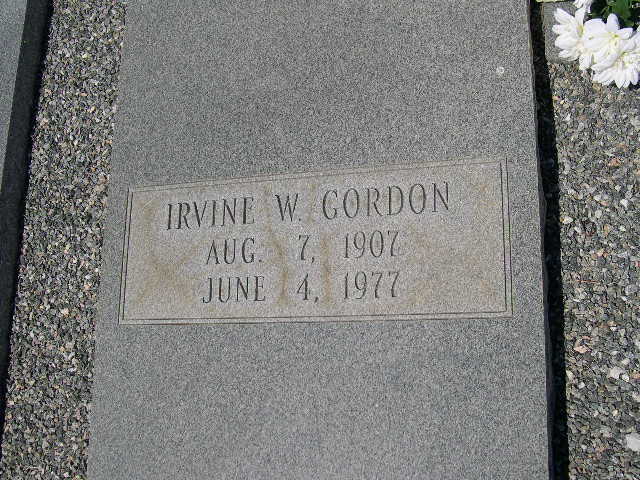 IRVINE W. GORDON
AUG. 7, 1907
JUNE 4, 1977